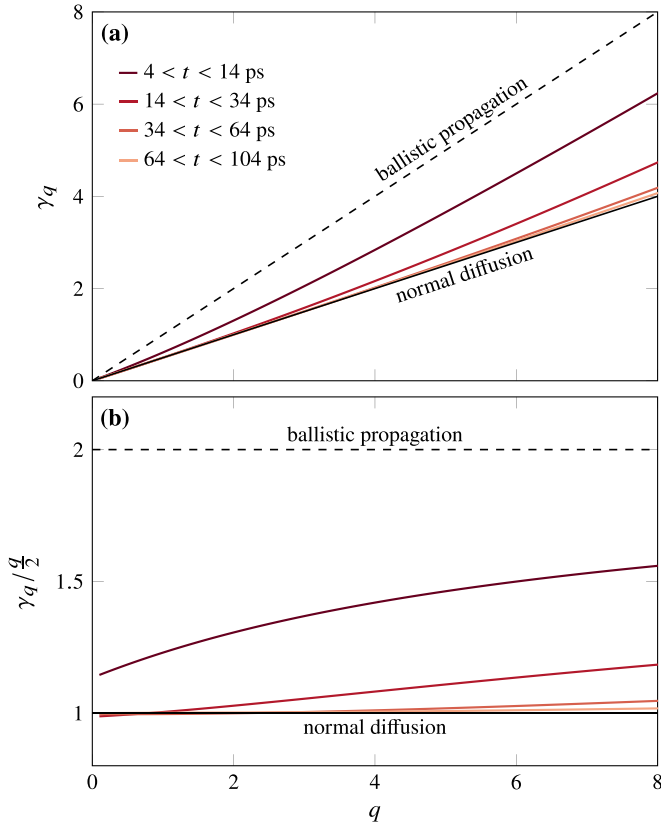 8
(a)
4 < t < 14 ps
14 < t < 34 ps
34 < t < 64 ps
64 < t < 104 ps
6
ballistic propagation
γq
4
normal diffusion
2
0
(b)
ballistic propagation
2
γq / q/2
1.5
1
normal diffusion
0 2 4 6 8
q